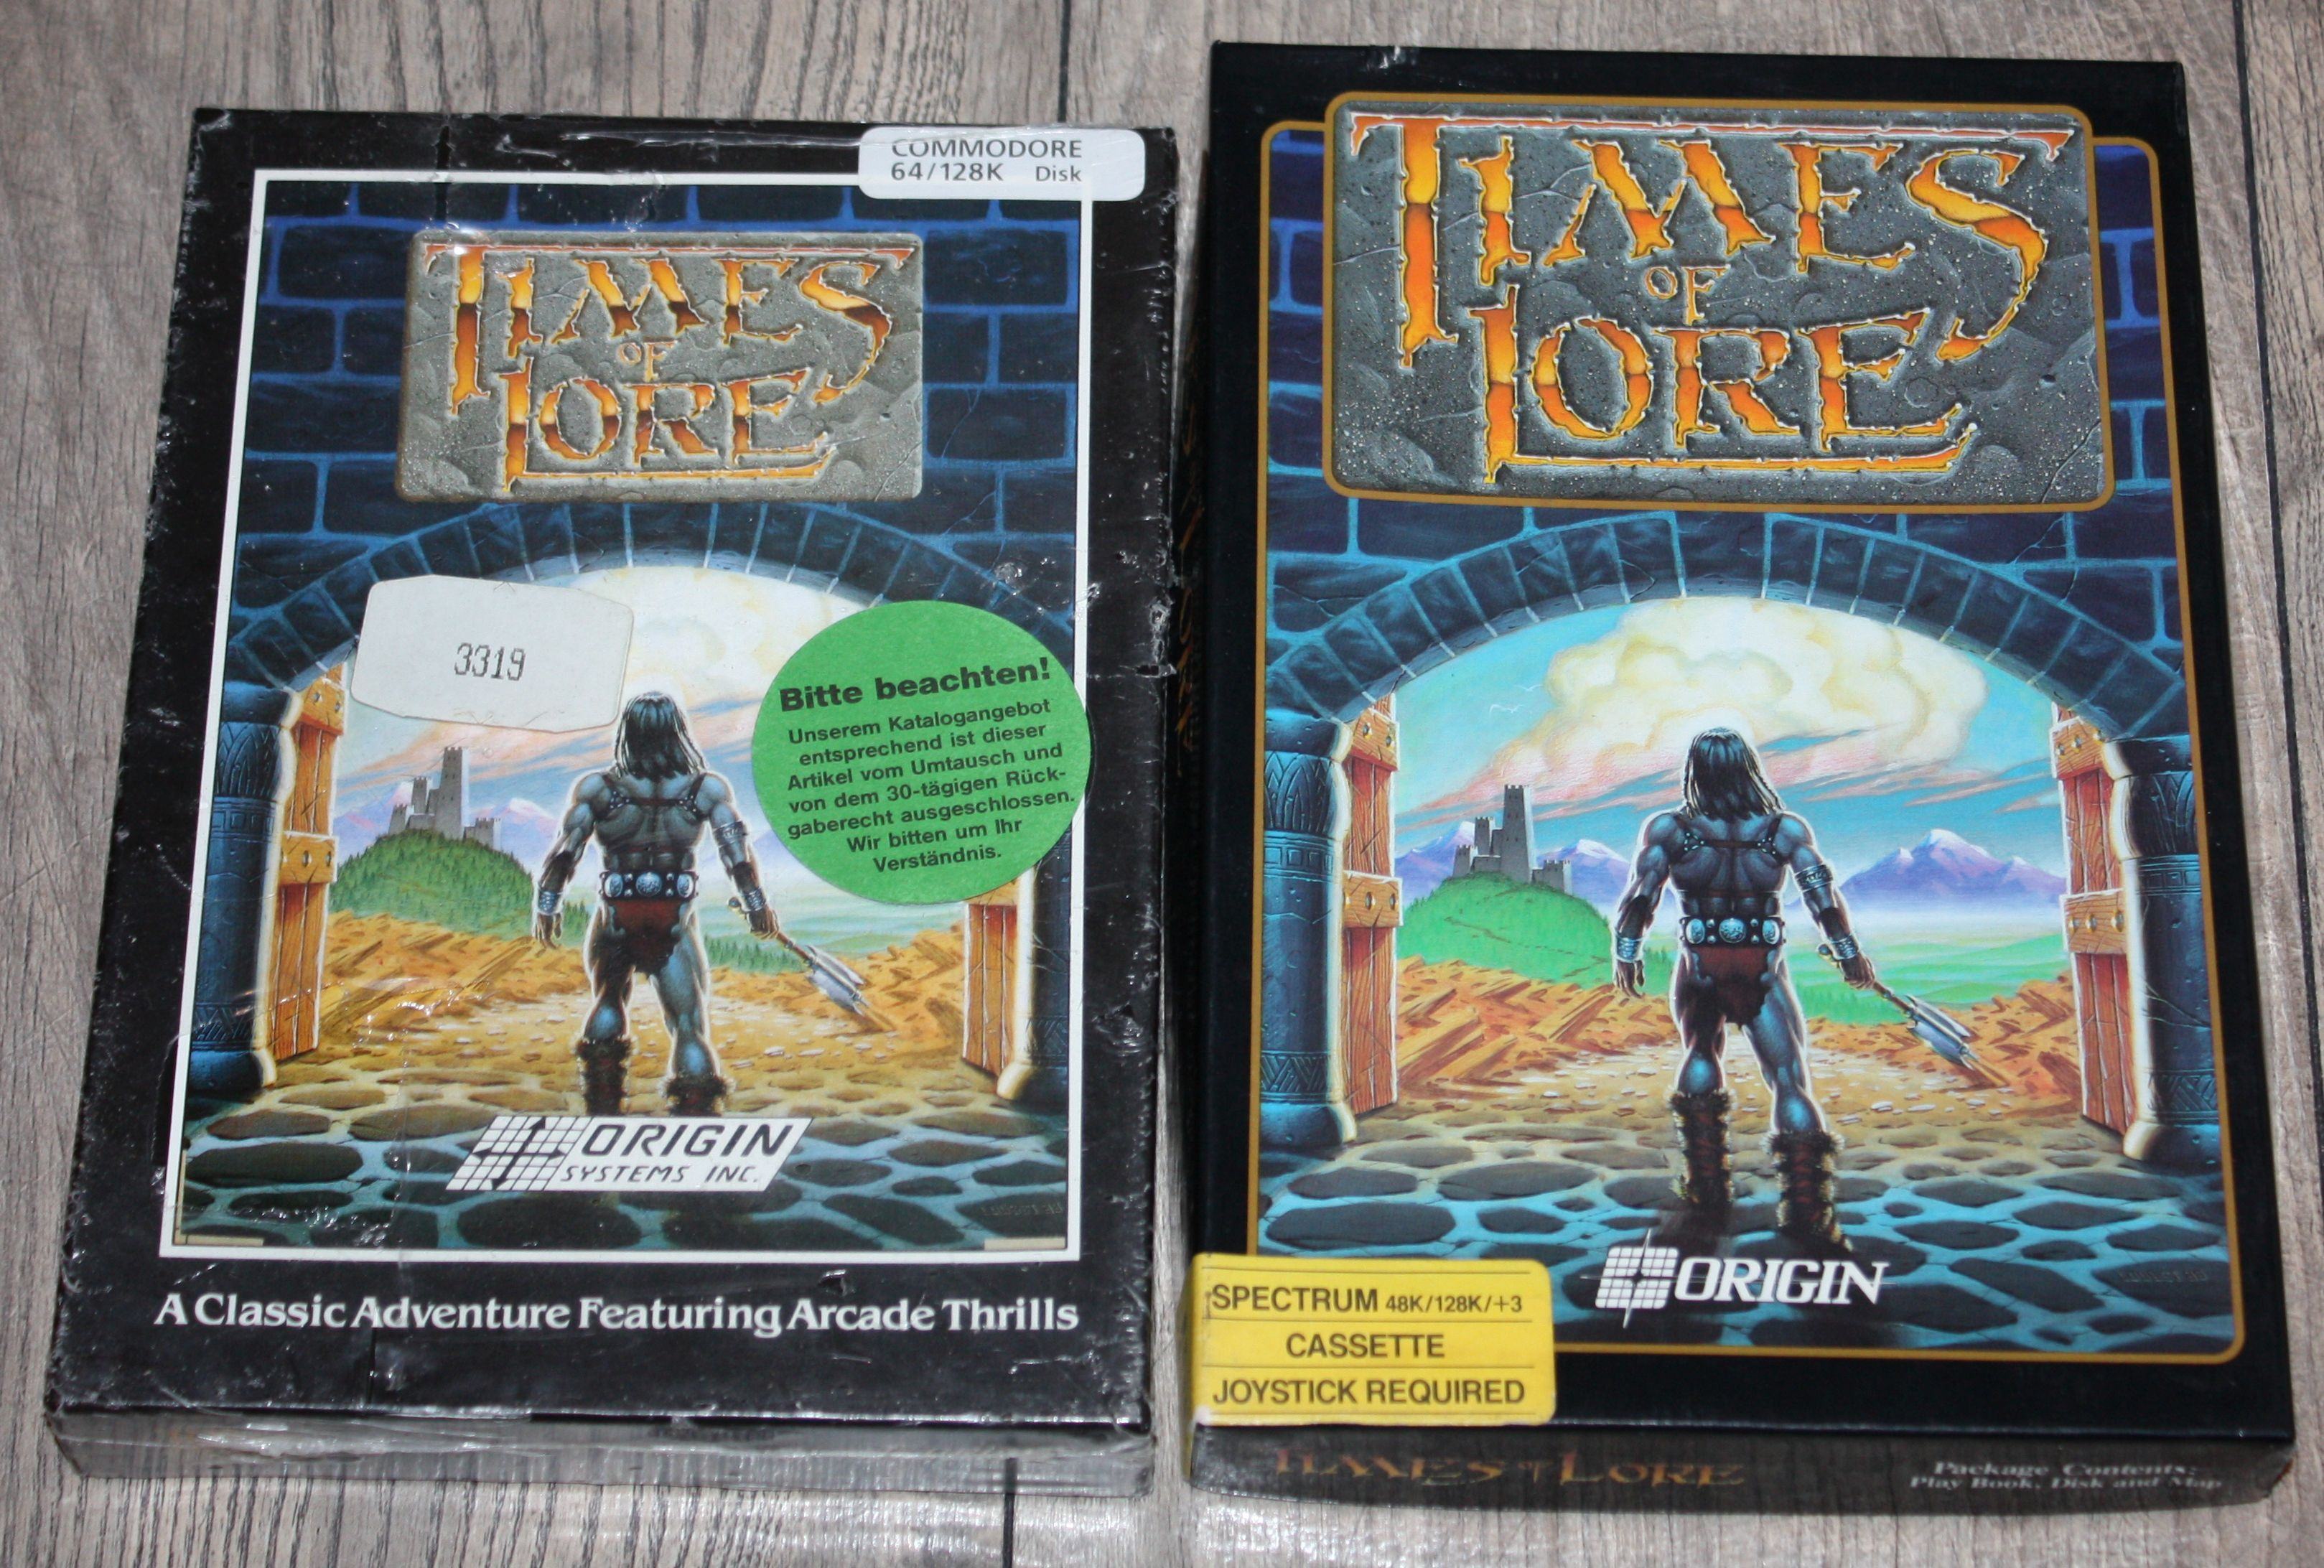 COMMODORE
64/128K Disk
TIMES
OF
LORE
3319
Bitte beachten!
Unserem Katalogangebot
entsprechend ist dieser
Artikel vom Umtausch und
von dem 30-tägigen Rück-
gaberecht ausgeschlossen.
Wir bitten um Ihr
Verständnis.
ORIGIN
SYSTEMS INC.
A Classic Adventure Featuring Arcade Thrills
TIMES
OF
LORE
ORIGIN
SPECTRUM 48K/128K/+3
CASSETTE
JOYSTICK REQUIRED
TIMES OF LORE
Package Contents:
Play Book, Disk and Map